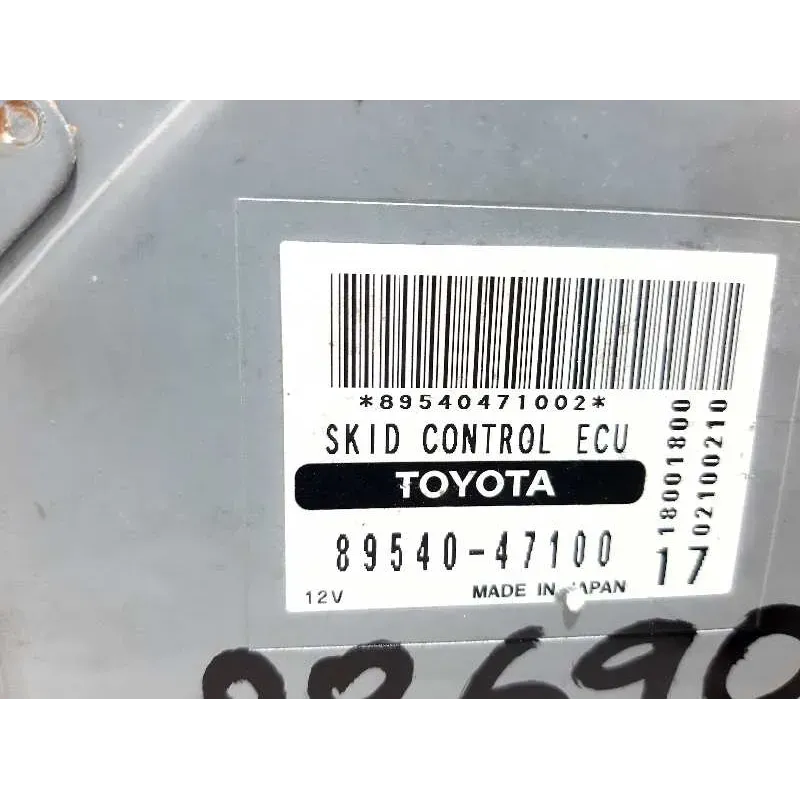 *89540471002*
SKID CONTROL ECU
TOYOTA
89540-47100
12V MADE IN JAPAN
17
18001800
02100210